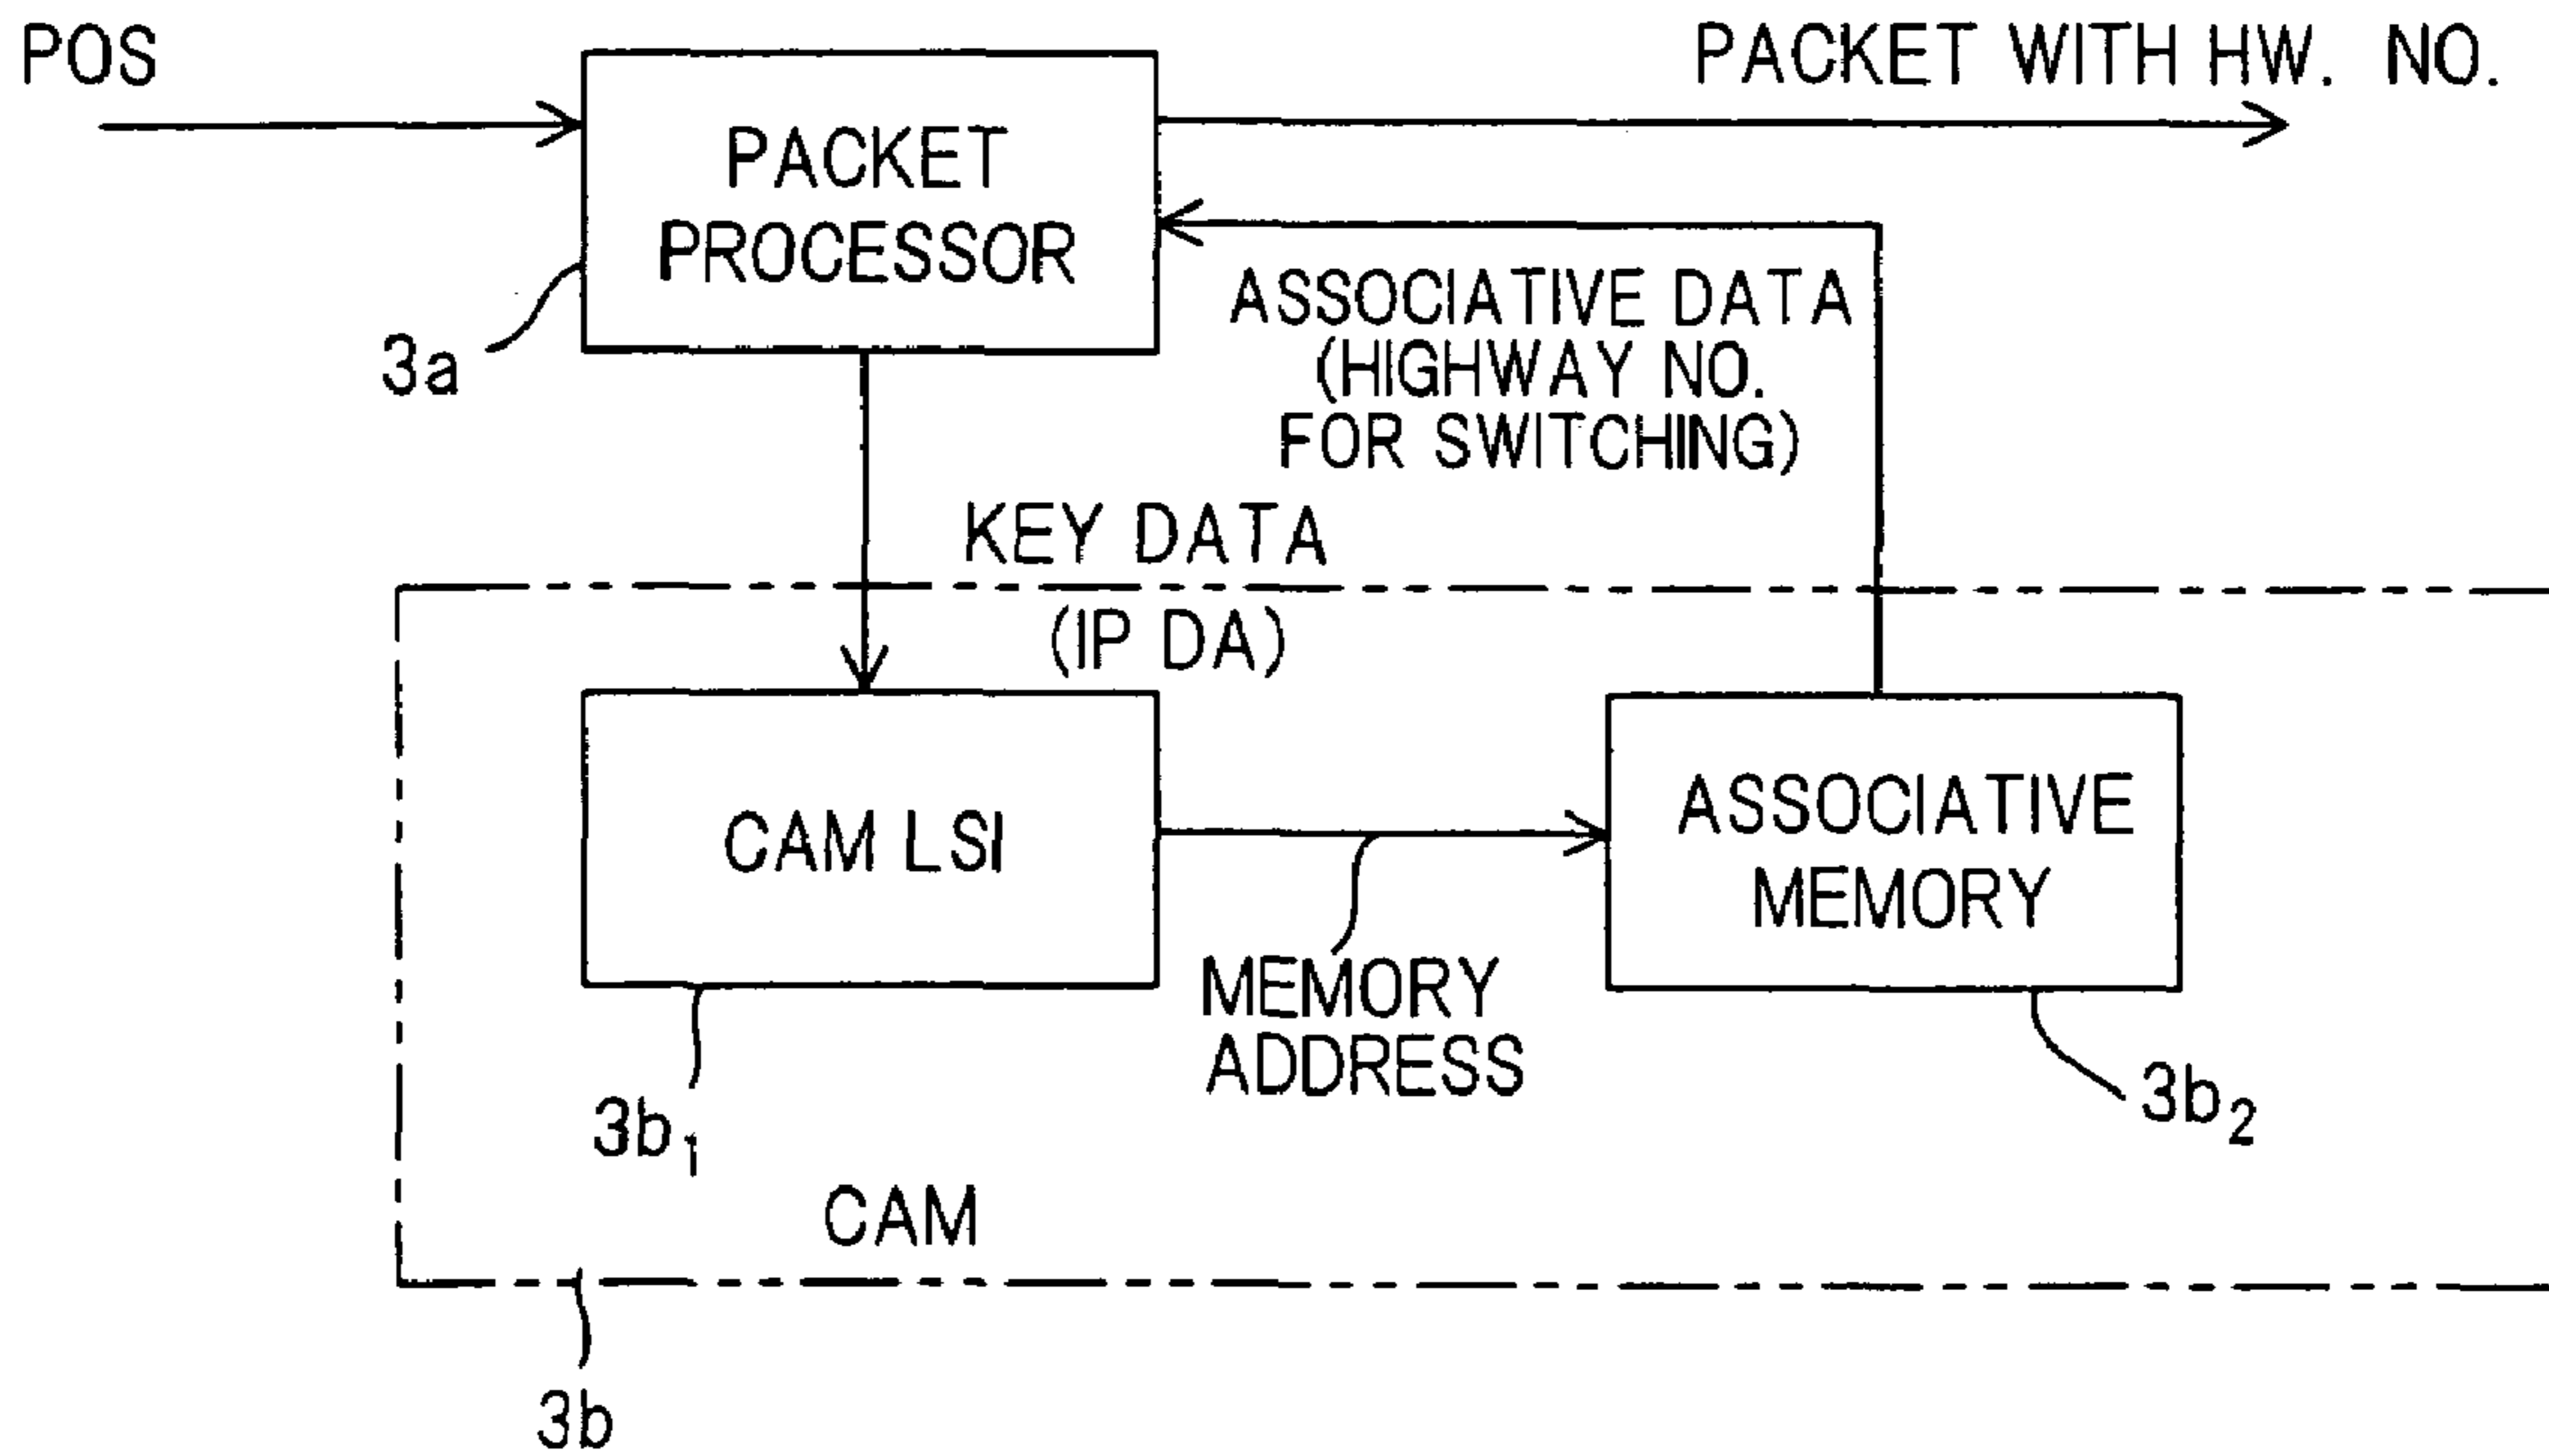 POS
PACKET WITH HW. NO.
PACKET
PROCESSOR
3a
ASSOCIATIVE DATA
(HIGHWAY NO.
FOR SWITCHING)
KEY DATA
(IP DA)
CAM LSI
ASSOCIATIVE
MEMORY
MEMORY
ADDRESS
3b₁
3b₂
CAM
3b